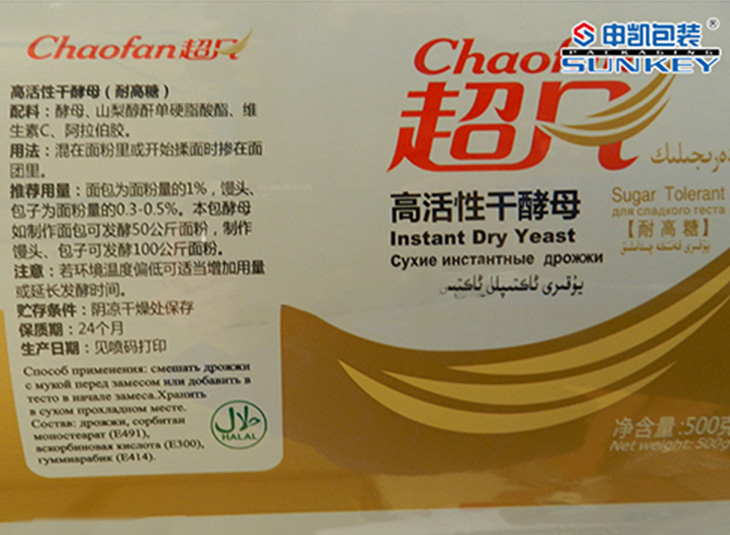 Chaofan 超凡
高活性干酵母（耐高糖）
配料：酵母、山梨醇酐单硬脂酸酯、维
生素C、阿拉伯胶。
用法：混在面粉里或开始揉面时掺在面
团里。
推荐用量：面包为面粉量的1%，馒头、
包子为面粉量的0.3-0.5%。本包酵母
如制作面包可发酵50公斤面粉，制作
馒头、包子可发酵100公斤面粉。
注意：若环境温度偏低可适当增加用量
或延长发酵时间。
贮存条件：阴凉干燥处保存
保质期：24个月
生产日期：见喷码打印
Способ применения: смешать дрожжи
с мукой перед замесом или добавить в
тесто в начале замеса.Хранить
в сухом прохладном месте.
Состав: дрожжи, сорбитан
моностеарат (E491),
аскорбиновая кислота (E300),
гуммиарабик (E414).
حلال
HALAL
申凯包装
PACKAGING
SUNKEY
Chaofan
超凡
高活性干酵母
Instant Dry Yeast
Сухие инстантные дрожжи
Sugar Tolerant
для сладкого теста
【耐高糖】
净含量:500克
Net weight: 500g